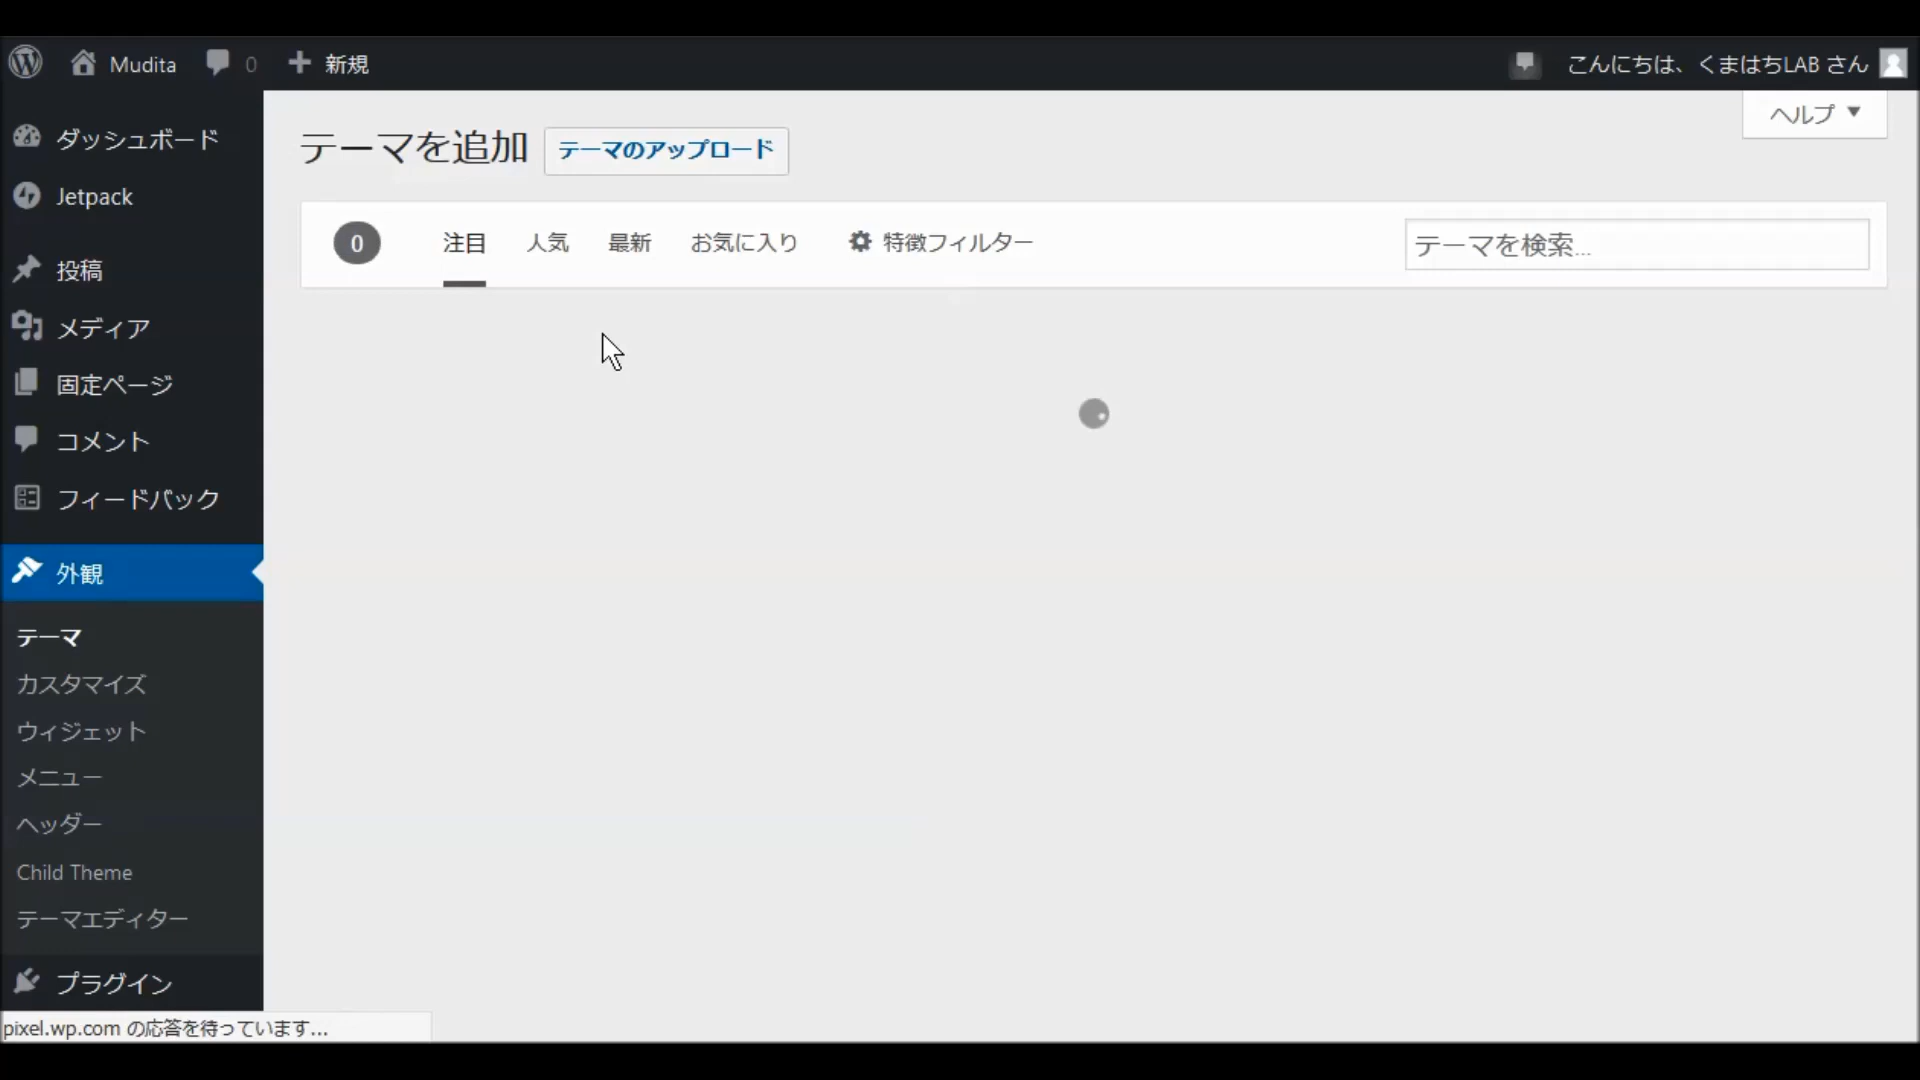 Mudita 0 新規 こんにちは、くまはちLAB さん
ヘルプ
テーマを追加 テーマのアップロード
0 注目 人気 最新 お気に入り 特徴フィルター テーマを検索...
ダッシュボード
Jetpack
投稿
メディア
固定ページ
コメント
フィードバック
外観
テーマ
カスタマイズ
ウィジェット
メニュー
ヘッダー
Child Theme
テーマエディター
プラグイン
pixel.wp.com の応答を待っています...